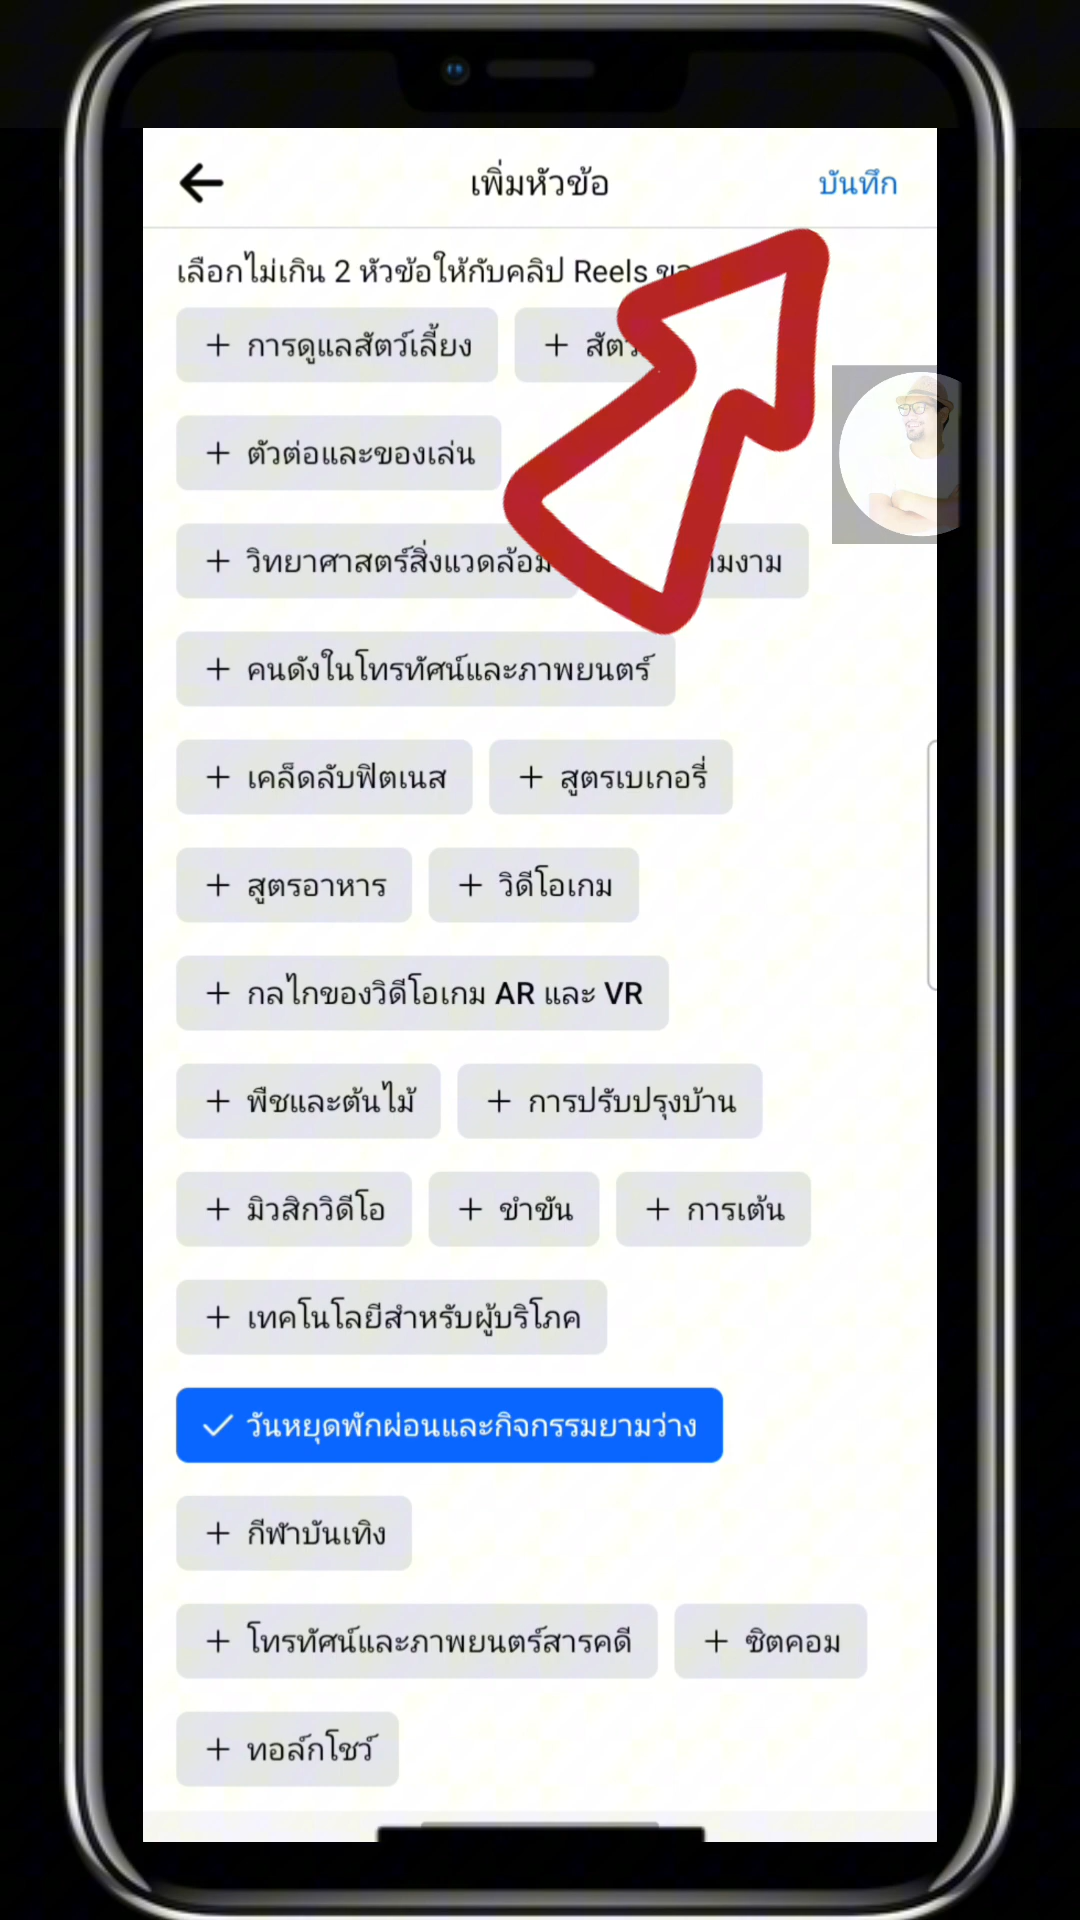 เพิ่มหัวข้อ
บันทึก
เลือกไม่เกิน 2 หัวข้อให้กับคลิป Reels
+ การดูแลสัตว์เลี้ยง
+
+ ตัวต่อและของเล่น
+ วิทยาศาสตร์สิ่งแวดล้อม
+ คนดังในโทรทัศน์และภาพยนตร์
+ เคล็ดลับฟิตเนส + สูตรเบเกอรี่
+ สูตรอาหาร + วิดีโอเกม
+ กลไกของวิดีโอเกม AR และ VR
+ พืชและต้นไม้ + การปรับปรุงบ้าน
+ มิวสิกวิดีโอ + ขำขัน + การเต้น
+ เทคโนโลยีสำหรับผู้บริโภค
✓ วันหยุดพักผ่อนและกิจกรรมยามว่าง
+ กีฬาบันเทิง
+ โทรทัศน์และภาพยนตร์สารคดี + ซิตคอม
+ ทอล์กโชว์